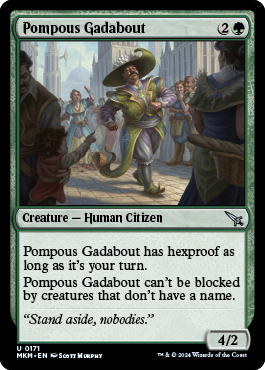 Pompous Gadabout 2
Creature — Human Citizen
Pompous Gadabout has hexproof as
long as it's your turn.
Pompous Gadabout can't be blocked
by creatures that don't have a name.
“Stand aside, nobodies.”
4/2
U 0171
MKM • EN Scott Murphy
™ & © 2024 Wizards of the Coast